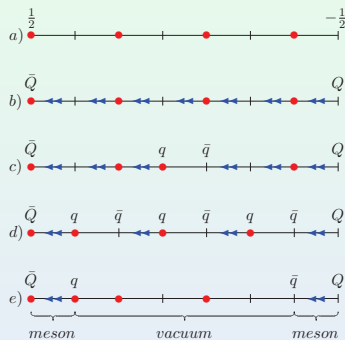 1/2 -1/2
a)
Q̄ Q
b)
Q̄ q q̄ Q
c)
Q̄ q q̄ q q̄ q q̄ Q
d)
Q̄ q q̄ Q
e)
meson vacuum meson